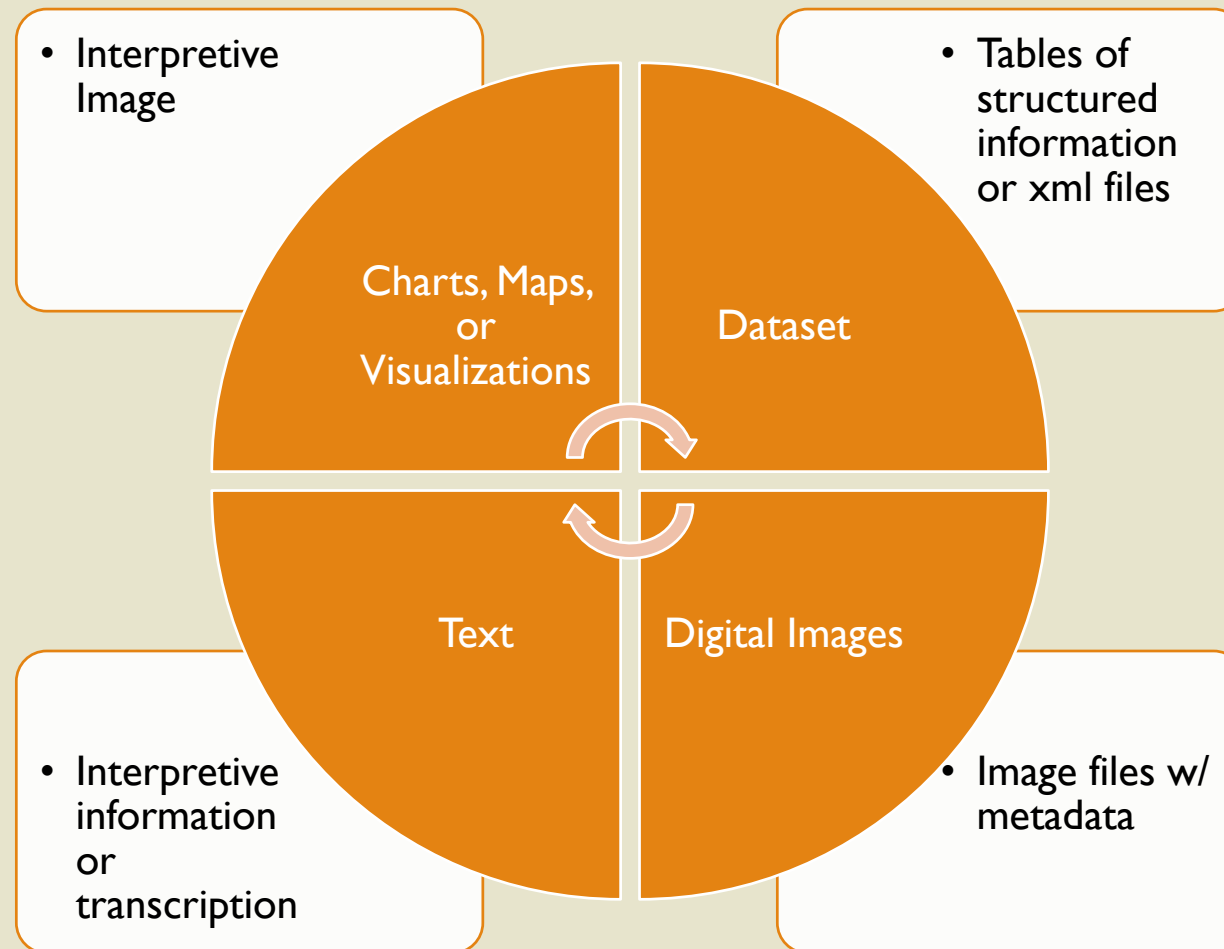 • Interpretive
Image
• Tables of
structured
information
or xml files
Charts, Maps,
or
Visualizations
Dataset
Text
Digital Images
• Interpretive
information
or
transcription
• Image files w/
metadata